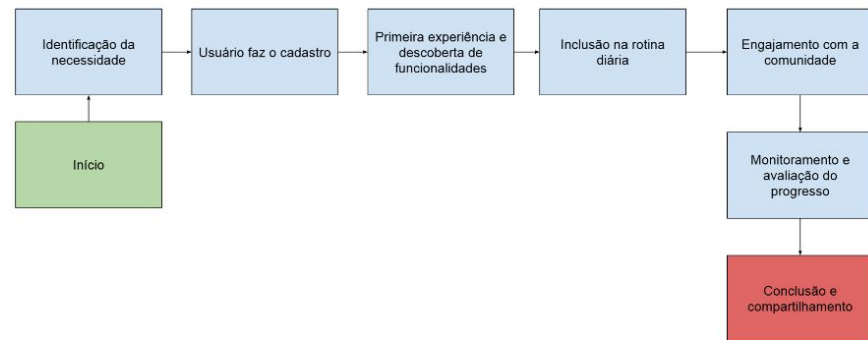 Início
Identificação da
necessidade
Usuário faz o cadastro
Primeira experiência e
descoberta de
funcionalidades
Inclusão na rotina
diária
Engajamento com a
comunidade
Monitoramento e
avaliação do
progresso
Conclusão e
compartilhamento